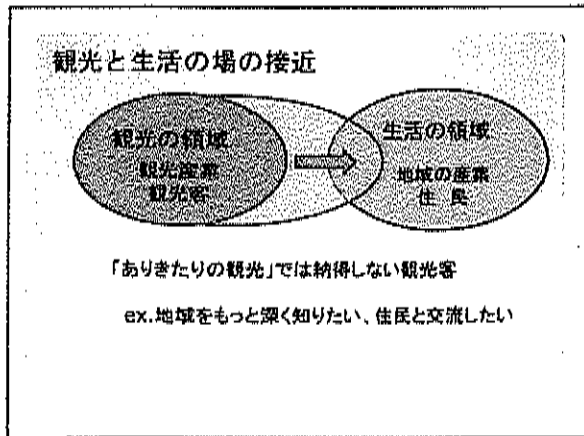 観光と生活の場の接近
観光の領域
観光産業
観光客
生活の領域
地域の産業
住 民
「ありきたりの観光」では納得しない観光客
ex.地域をもっと深く知りたい、住民と交流したい